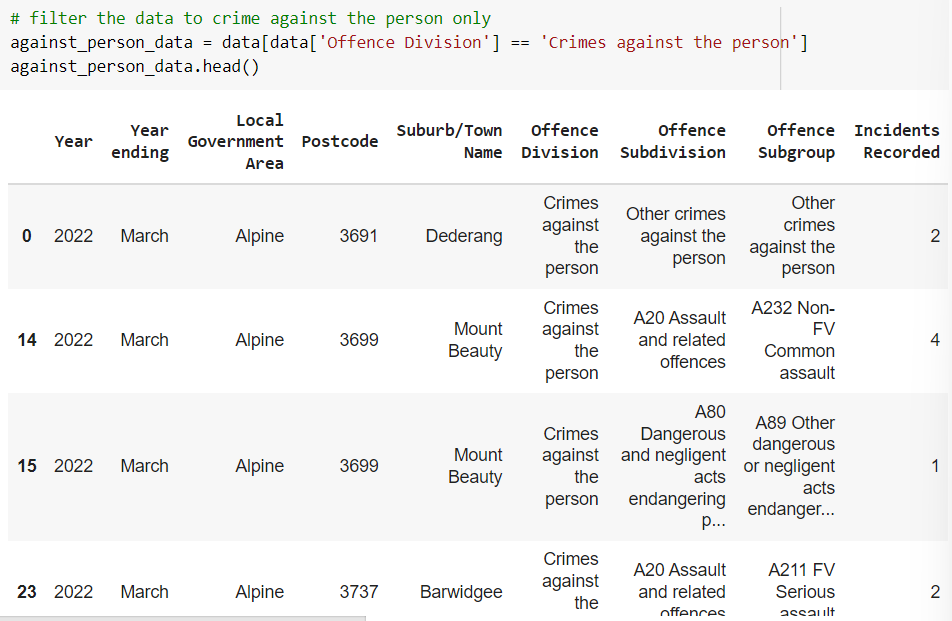 # filter the data to crime against the person only
against_person_data = data[data['Offence Division'] == 'Crimes against the person']
against_person_data.head()
Year
Year
ending
Local
Government
Area
Postcode
Suburb/Town
Name
Offence
Division
Offence
Subdivision
Offence
Subgroup
Incidents
Recorded
0
2022
March
Alpine
3691
Dederang
Crimes
against
the
person
Other crimes
against the
person
Other
crimes
against the
person
2
14
2022
March
Alpine
3699
Mount
Beauty
Crimes
against
the
person
A20 Assault
and related
offences
A232 Non-
FV
Common
assault
4
15
2022
March
Alpine
3699
Mount
Beauty
Crimes
against
the
person
A80
Dangerous
and negligent
acts
endangering
p...
A89 Other
dangerous
or negligent
acts
endanger...
1
23
2022
March
Alpine
3737
Barwidgee
Crimes
against
the
A20 Assault
and related
offences
A211 FV
Serious
assault
2